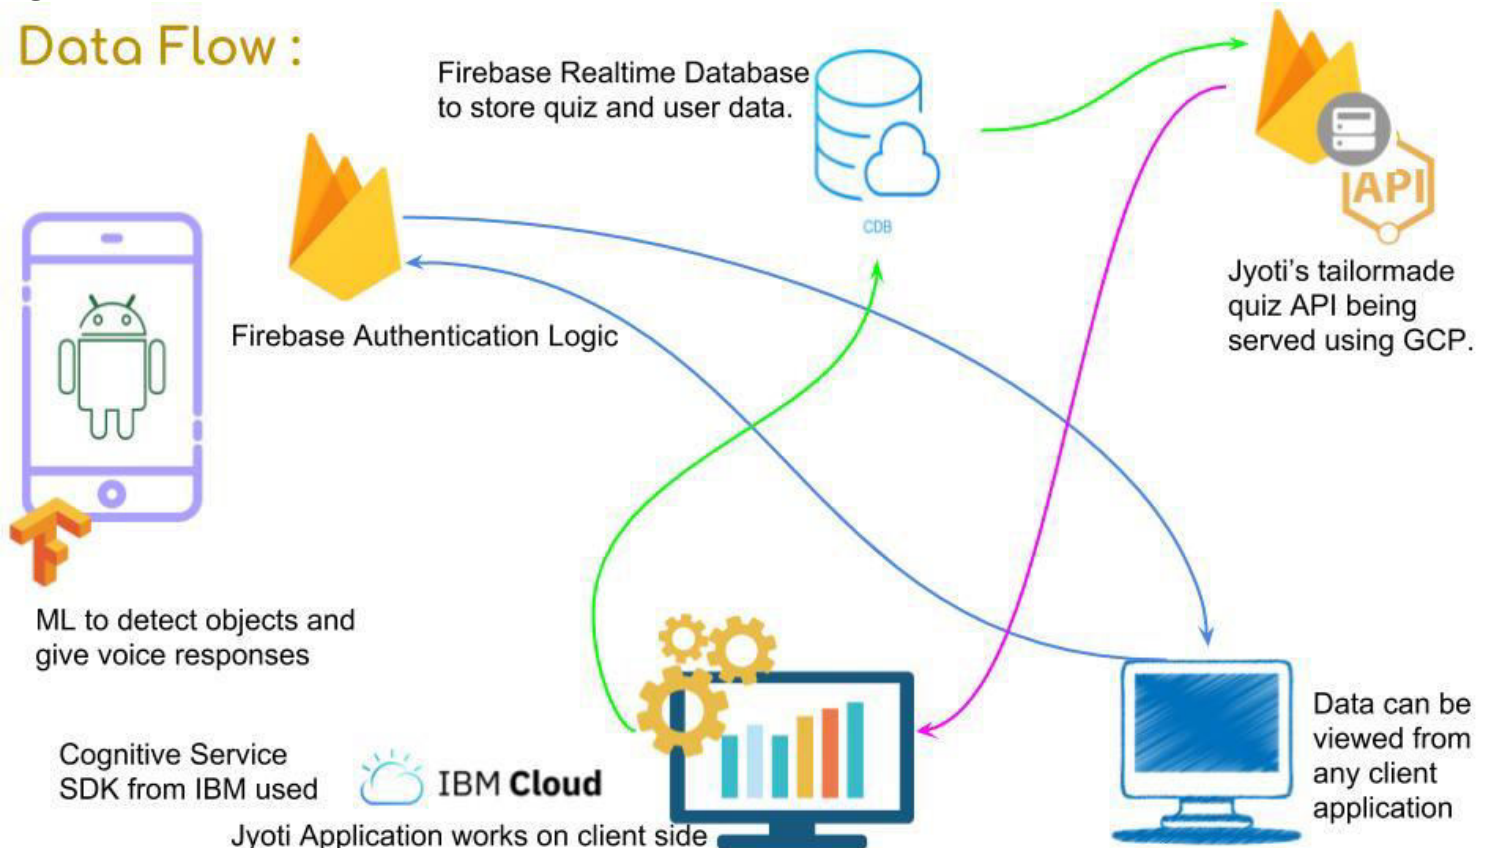 Data Flow :
Firebase Realtime Database
to store quiz and user data.
CDB
API
Jyoti’s tailormade
quiz API being
served using GCP.
Firebase Authentication Logic
ML to detect objects and
give voice responses
Cognitive Service
SDK from IBM used
IBM Cloud
Jyoti Application works on client side
Data can be
viewed from
any client
application